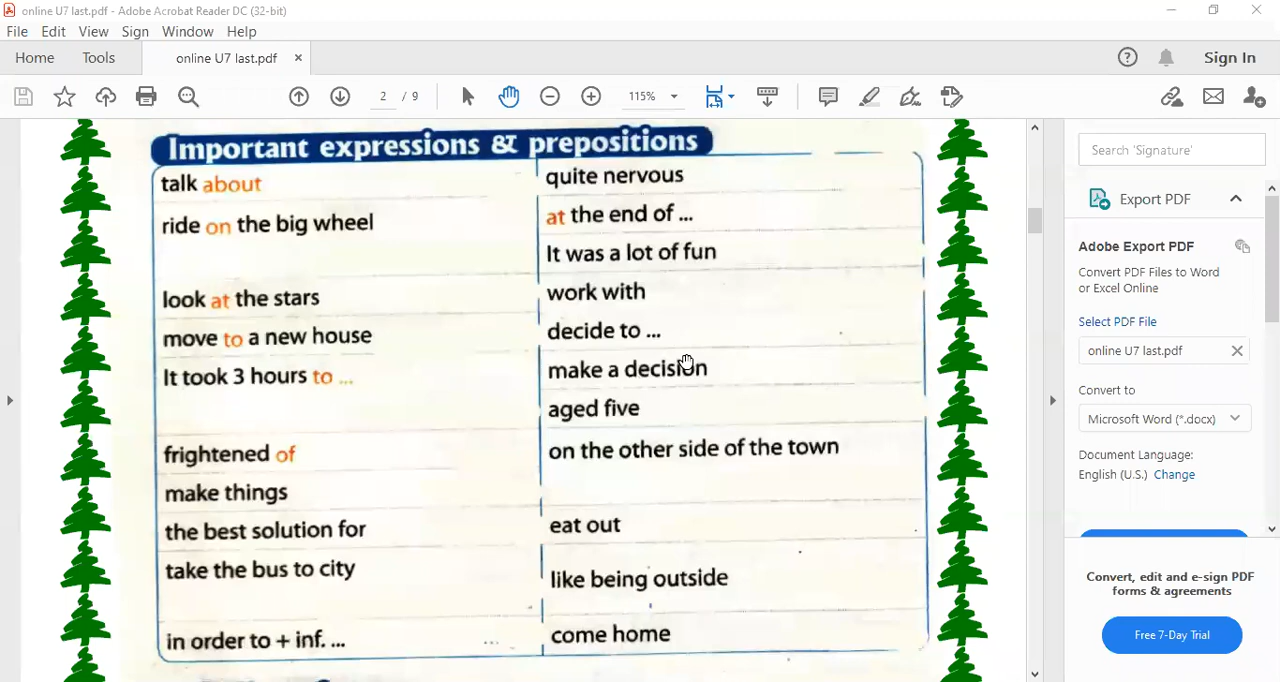 online U7 last.pdf - Adobe Acrobat Reader DC (32-bit)
File Edit View Sign Window Help
Home Tools online U7 last.pdf × Sign In
2 / 9 115%
Important expressions & prepositions
talk about
ride on the big wheel
look at the stars
move to a new house
It took 3 hours to ...
frightened of
make things
the best solution for
take the bus to city
in order to + inf. ...
quite nervous
at the end of ...
It was a lot of fun
work with
decide to ...
make a decision
aged five
on the other side of the town
eat out
like being outside
come home
Search 'Signature'
Export PDF
Adobe Export PDF
Convert PDF Files to Word
or Excel Online
Select PDF File
online U7 last.pdf
Convert to
Microsoft Word (*.docx)
Document Language:
English (U.S.) Change
Convert, edit and e-sign PDF
forms & agreements
Free 7-Day Trial